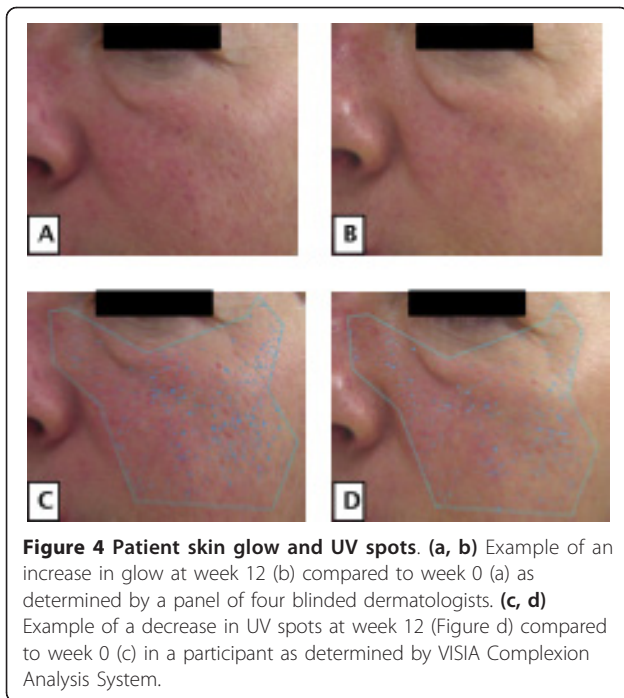 A
B
C
D
Figure 4 Patient skin glow and UV spots. (a, b) Example of an
increase in glow at week 12 (b) compared to week 0 (a) as
determined by a panel of four blinded dermatologists. (c, d)
Example of a decrease in UV spots at week 12 (Figure d) compared
to week 0 (c) in a participant as determined by VISIA Complexion
Analysis System.